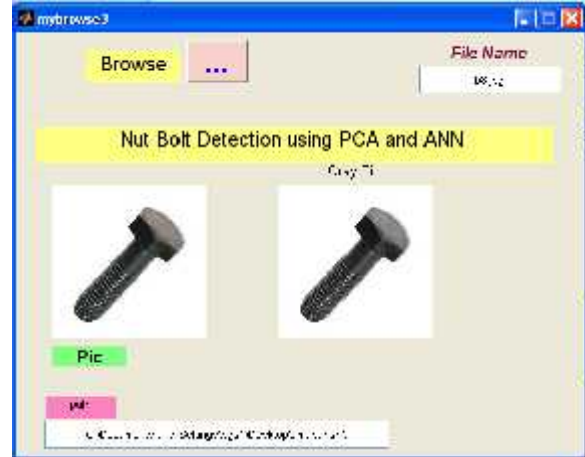 mybrowse3
Browse
...
File Name
Nut Bolt Detection using PCA and ANN
Pic